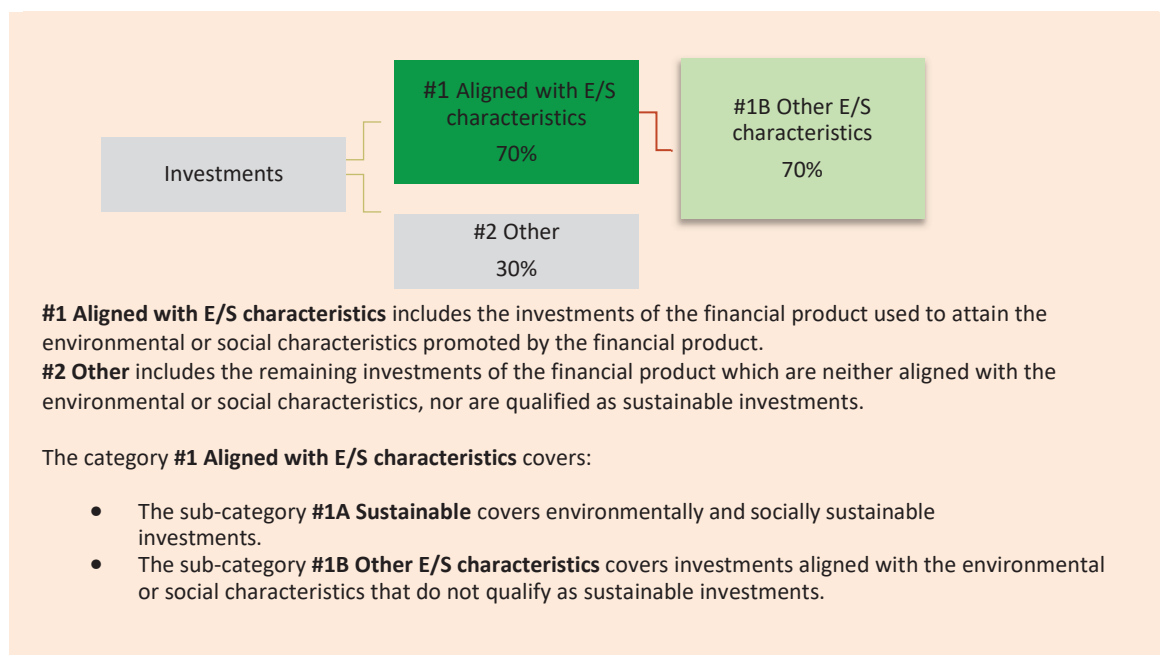 #1 Aligned with E/S
characteristics
70%
#1B Other E/S
characteristics
70%
Investments
#2 Other
30%
#1 Aligned with E/S characteristics includes the investments of the financial product used to attain the
environmental or social characteristics promoted by the financial product.
#2 Other includes the remaining investments of the financial product which are neither aligned with the
environmental or social characteristics, nor are qualified as sustainable investments.
The category #1 Aligned with E/S characteristics covers:
● The sub-category #1A Sustainable covers environmentally and socially sustainable
investments.
● The sub-category #1B Other E/S characteristics covers investments aligned with the environmental
or social characteristics that do not qualify as sustainable investments.